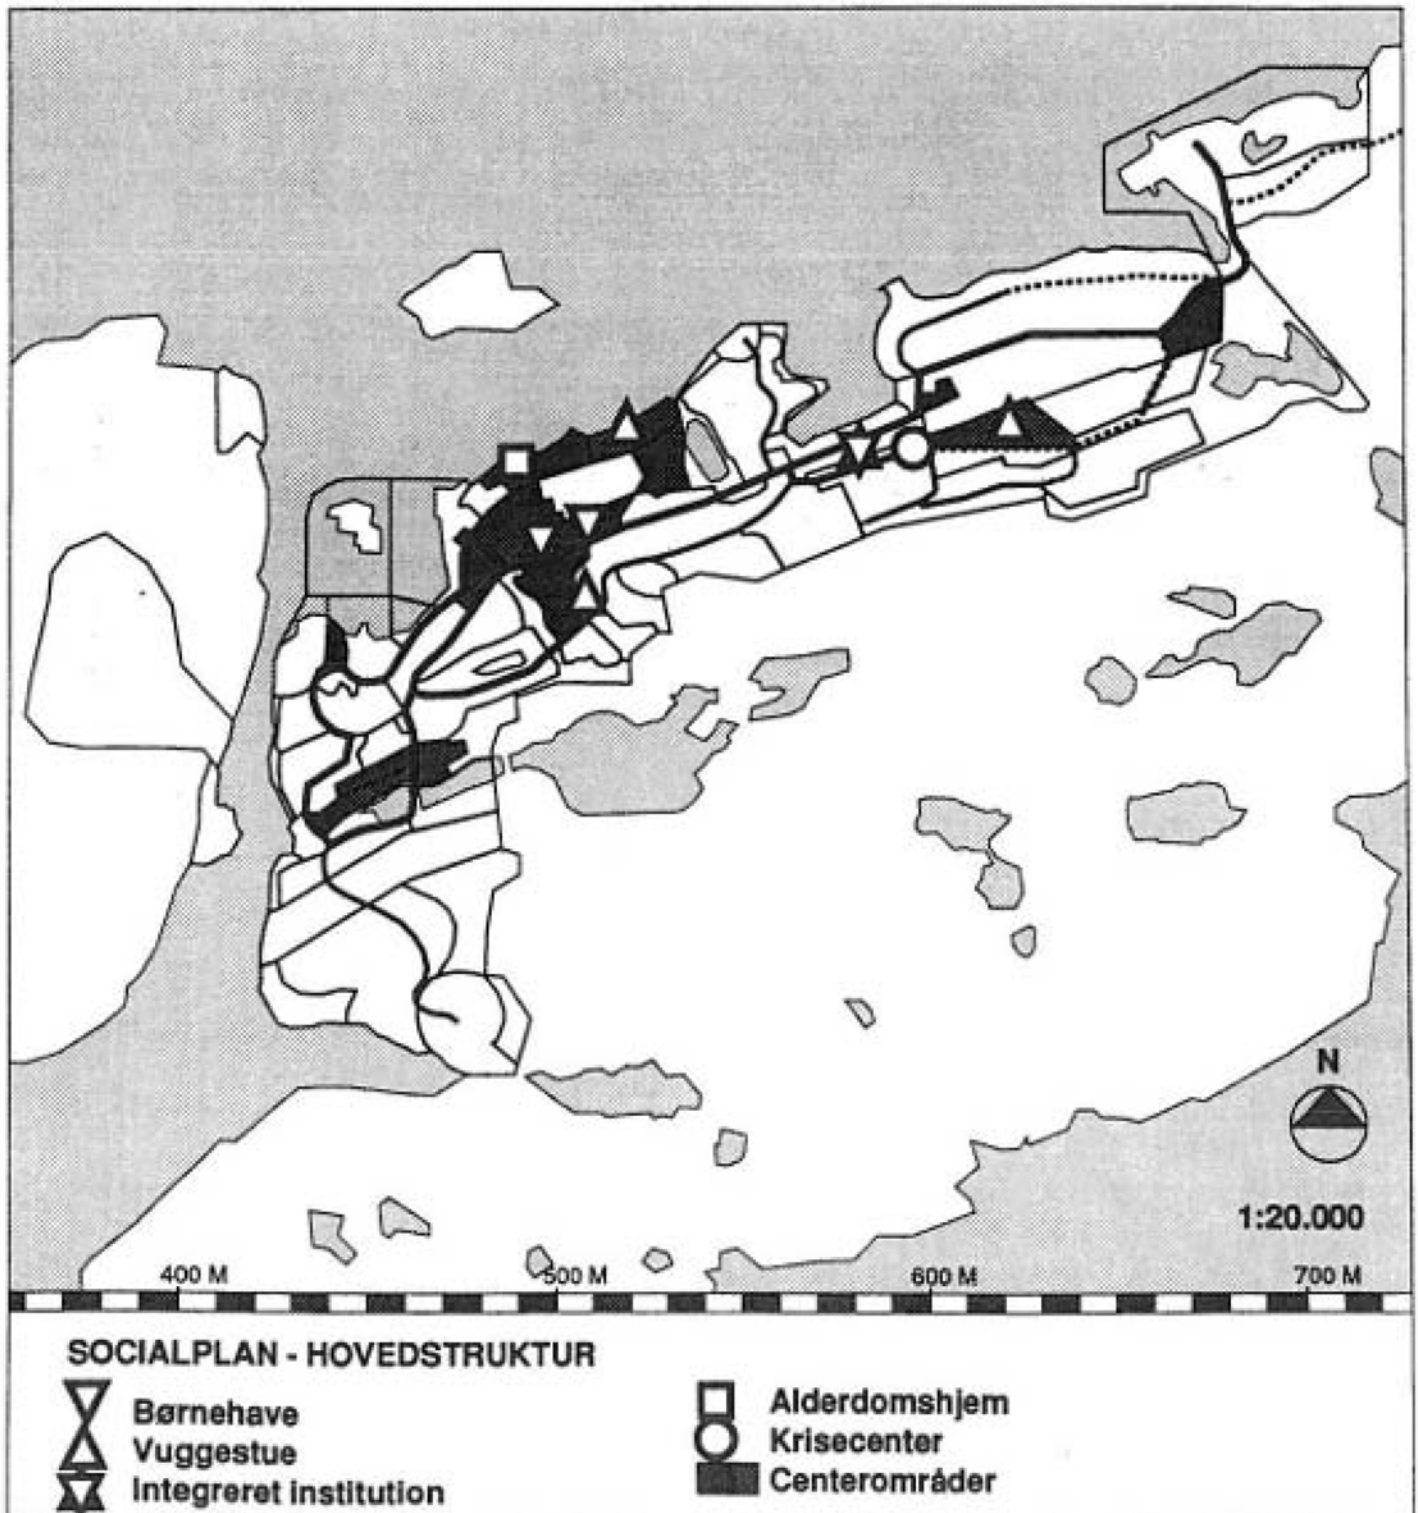 N
1:20.000
400 M 500 M 600 M 700 M
SOCIALPLAN - HOVEDSTRUKTUR
Børnehave
Vuggestue
Integreret institution
Alderdomshjem
Krisecenter
Centerområder